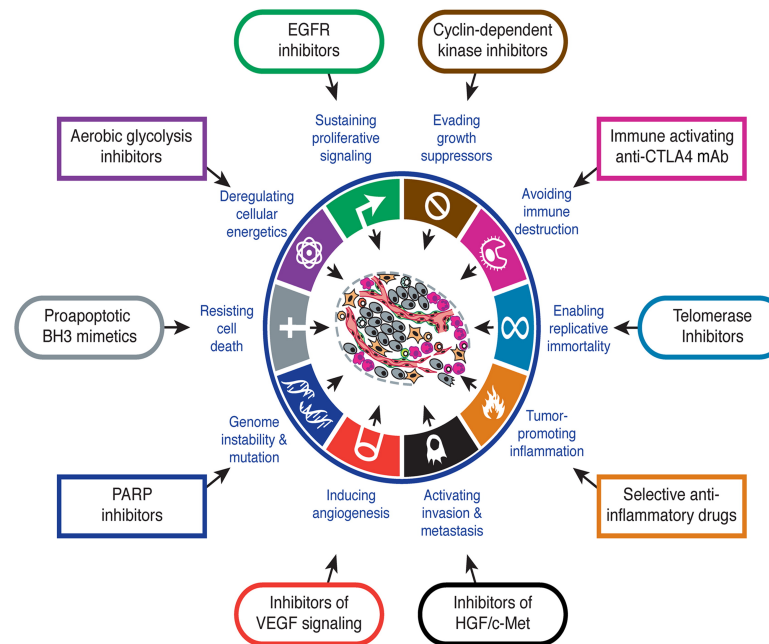 EGFR
inhibitors
Cyclin-dependent
kinase inhibitors
Sustaining
proliferative
signaling
Evading
growth
suppressors
Aerobic glycolysis
inhibitors
Immune activating
anti-CTLA4 mAb
Deregulating
cellular
energetics
Avoiding
immune
destruction
Proapoptotic
BH3 mimetics
Resisting
cell
death
Enabling
replicative
immortality
Telomerase
Inhibitors
Genome
instability &
mutation
Tumor-
promoting
inflammation
PARP
inhibitors
Inducing
angiogenesis
Activating
invasion &
metastasis
Selective anti-
inflammatory drugs
Inhibitors of
VEGF signaling
Inhibitors of
HGF/c-Met